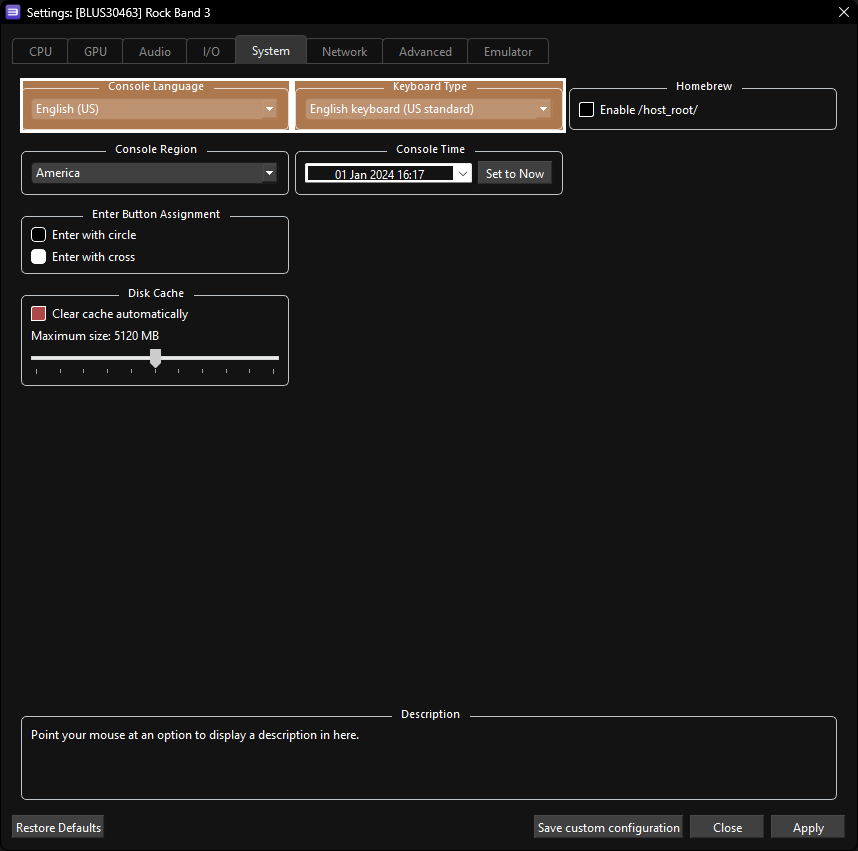 Settings: [BLUS30463] Rock Band 3
CPU GPU Audio I/O System Network Advanced Emulator
Console Language Keyboard Type Homebrew
English (US) English keyboard (US standard) Enable /host_root/
Console Region Console Time
America 01 Jan 2024 16:17 Set to Now
Enter Button Assignment
Enter with circle
Enter with cross
Disk Cache
Clear cache automatically
Maximum size: 5120 MB
Description
Point your mouse at an option to display a description in here.
Restore Defaults Save custom configuration Close Apply